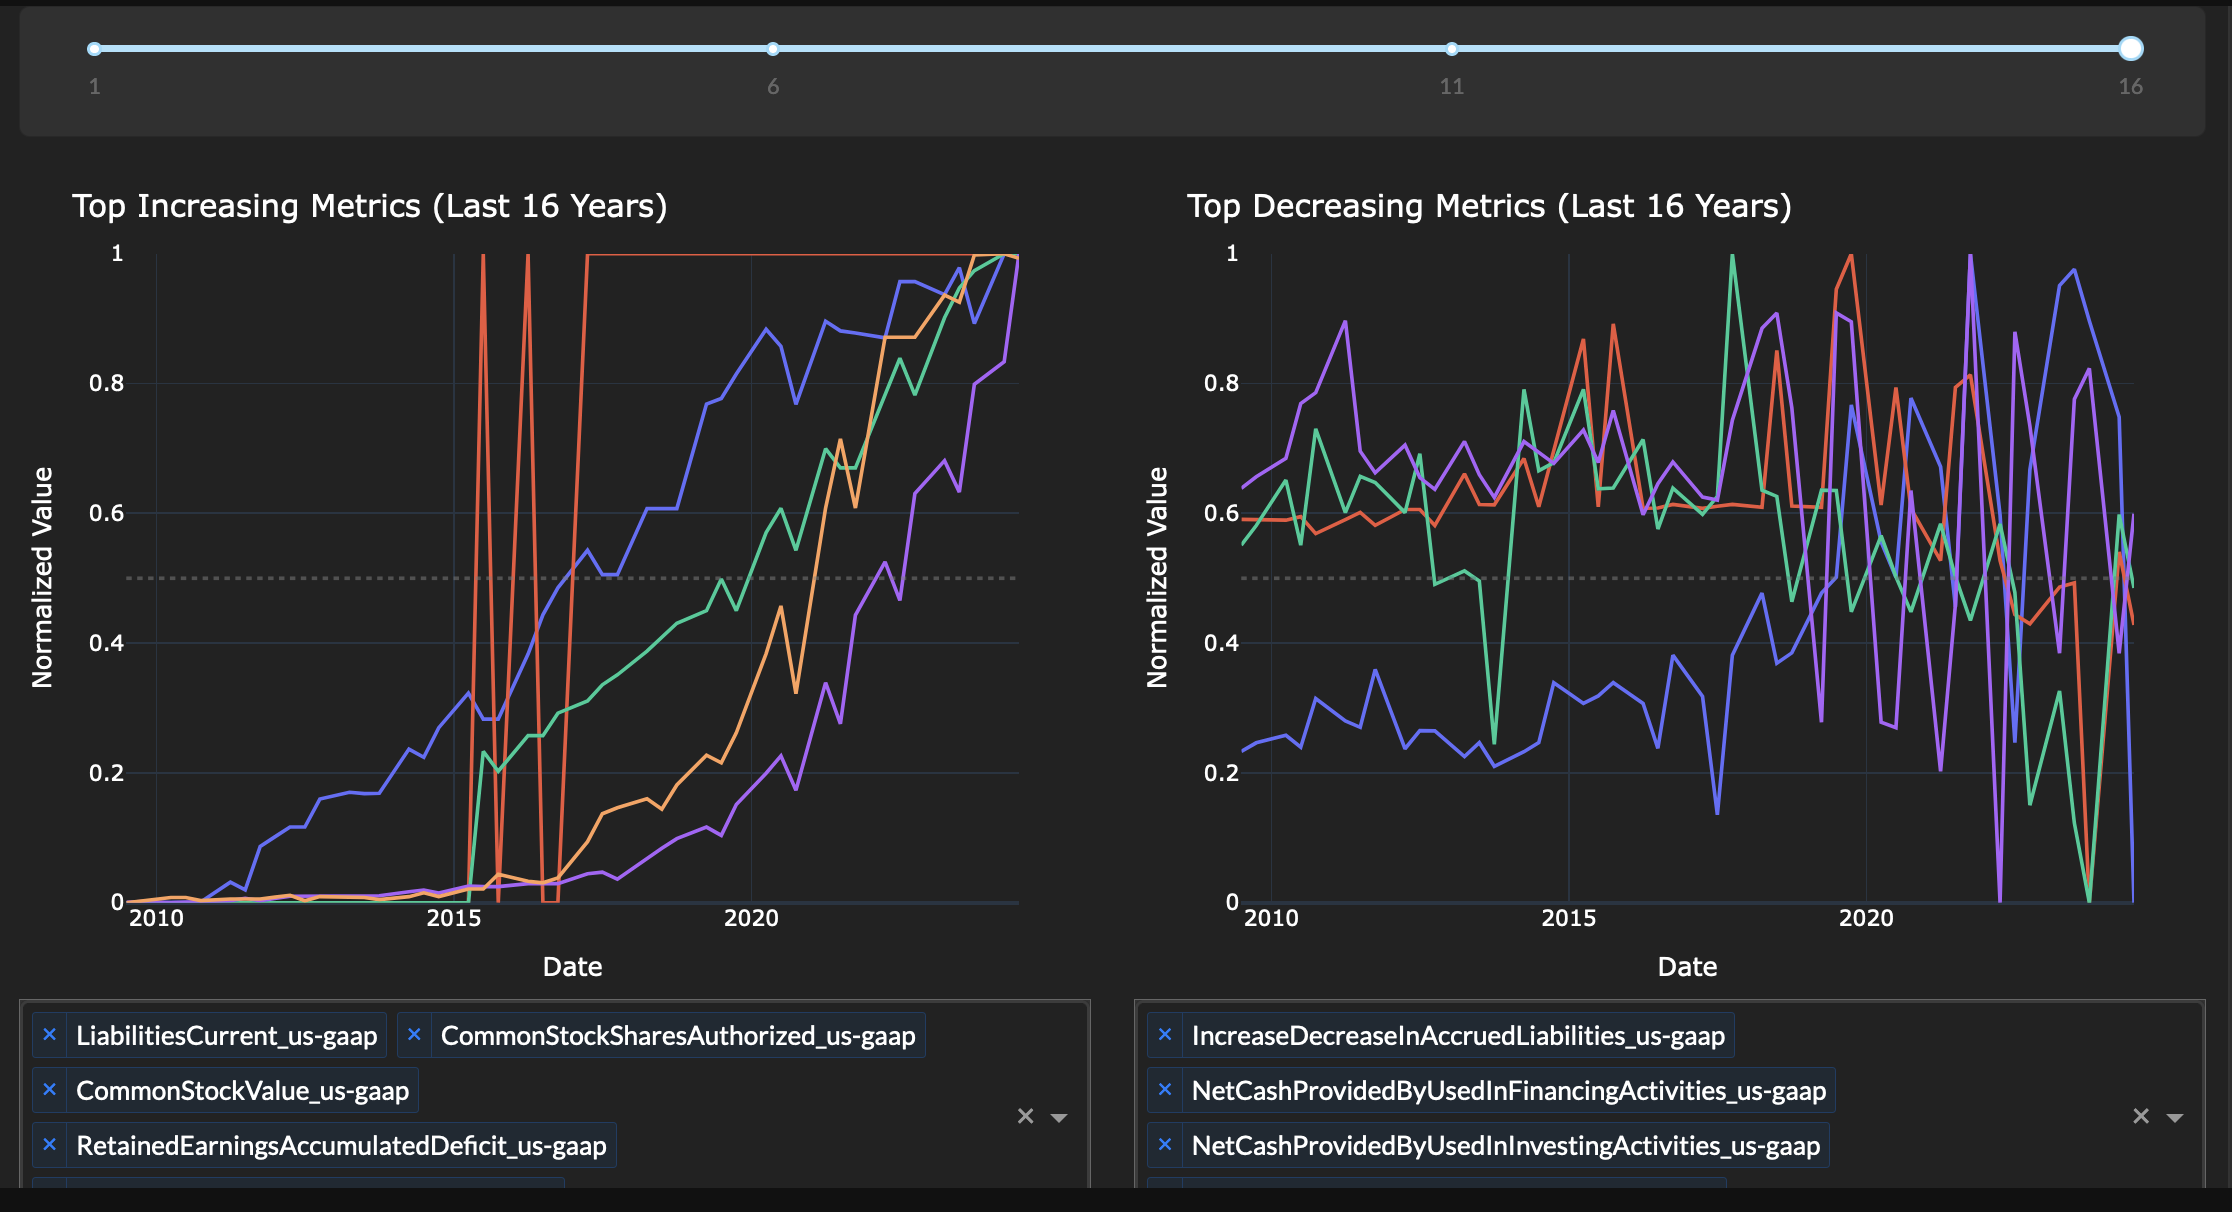 1 6 11 16
Top Increasing Metrics (Last 16 Years)
1
0.8
0.6
0.4
0.2
0
Normalized Value
2010 2015 2020
Date
× LiabilitiesCurrent_us-gaap × CommonStockSharesAuthorized_us-gaap
× CommonStockValue_us-gaap
× RetainedEarningsAccumulatedDeficit_us-gaap
×
Top Decreasing Metrics (Last 16 Years)
1
0.8
0.6
0.4
0.2
0
Normalized Value
2010 2015 2020
Date
× IncreaseDecreaseInAccruedLiabilities_us-gaap
× NetCashProvidedByUsedInFinancingActivities_us-gaap
× NetCashProvidedByUsedInInvestingActivities_us-gaap
×